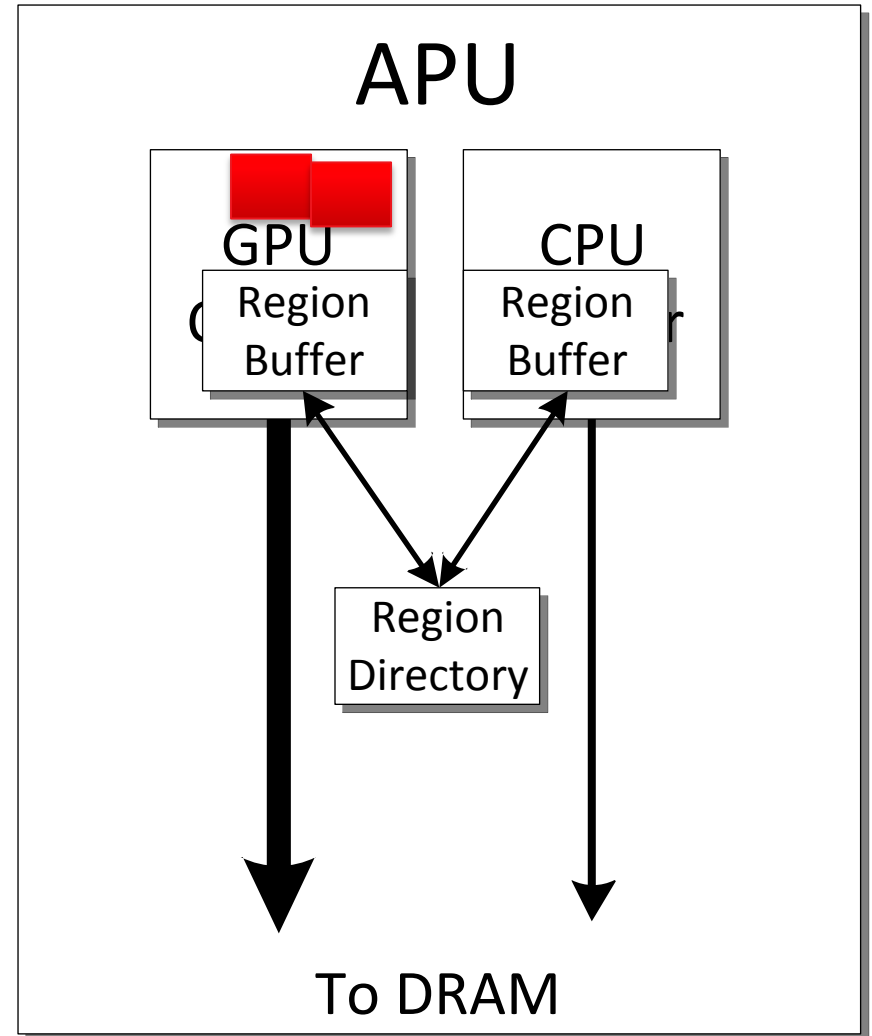 APU
GPU
CPU
Region
Buffer
Region
Buffer
Region
Directory
To DRAM